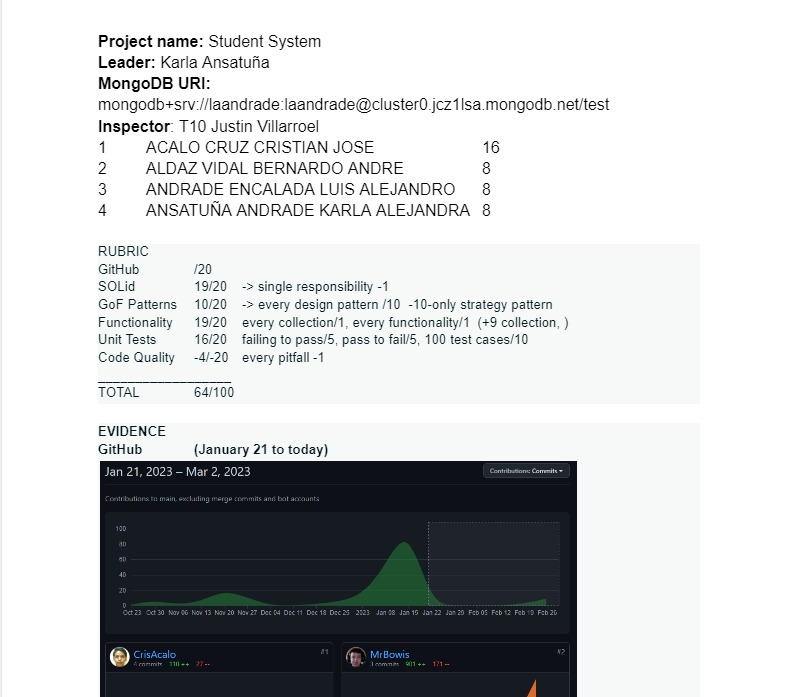 Project name: Student System
Leader: Karla Ansatuña
MongoDB URI:
mongodb+srv://laandrade:laandrade@cluster0.jcz1lsa.mongodb.net/test
Inspector: T10 Justin Villarroel
1 ACALO CRUZ CRISTIAN JOSE 16
2 ALDAZ VIDAL BERNARDO ANDRE 8
3 ANDRADE ENCALADA LUIS ALEJANDRO 8
4 ANSATUÑA ANDRADE KARLA ALEJANDRA 8
RUBRIC
GitHub /20
SOLid 19/20 -> single responsibility -1
GoF Patterns 10/20 -> every design pattern /10 -10-only strategy pattern
Functionality 19/20 every collection/1, every functionality/1 (+9 collection, )
Unit Tests 16/20 failing to pass/5, pass to fail/5, 100 test cases/10
Code Quality -4/-20 every pitfall -1
___________________
TOTAL 64/100
EVIDENCE
GitHub (January 21 to today)
Jan 21, 2023 – Mar 2, 2023
Contributions: Commits
Contributions to main, excluding merge commits and bot accounts
100
80
60
40
20
0
Oct 23 Oct 30 Nov 06 Nov 13 Nov 20 Nov 27 Dec 04 Dec 11 Dec 18 Dec 25 2023 Jan 08 Jan 15 Jan 22 Jan 29 Feb 05 Feb 12 Feb 19 Feb 26
CrisAcalo #1
4 commits 110 ++ 27 --
MrBowis #2
3 commits 901 ++ 171 --